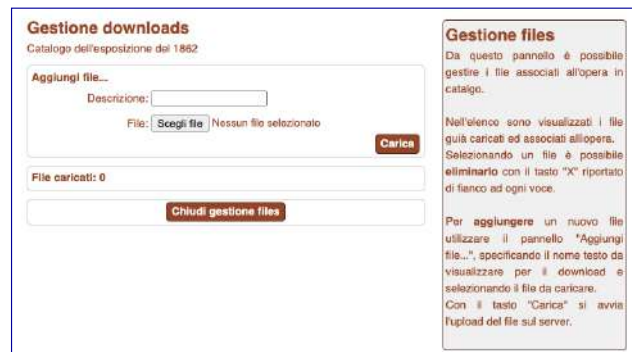 Gestione downloads
Catalogo dell'esposizione del 1862
Aggiungi file...
Descrizione:
File: Scegli file Nessun file selezionato
Carica
File caricati: 0
Chiudi gestione files
Gestione files
Da questo pannello è possibile
gestire i file associati all'opera in
catalgo.
Nell'elenco sono visualizzati i file
guià caricati ed associati alliopera.
Selezionando un file è possibile
eliminarlo con il tasto "X" riportato
di fianco ad ogni voce.
Per aggiungere un nuovo file
utilizzare il pannello "Aggiungi
file...", specificando il nome testo da
visualizzare per il download e
selezionando il file da caricare.
Con il tasto "Carica" si avvia
l'upload del file sul server.